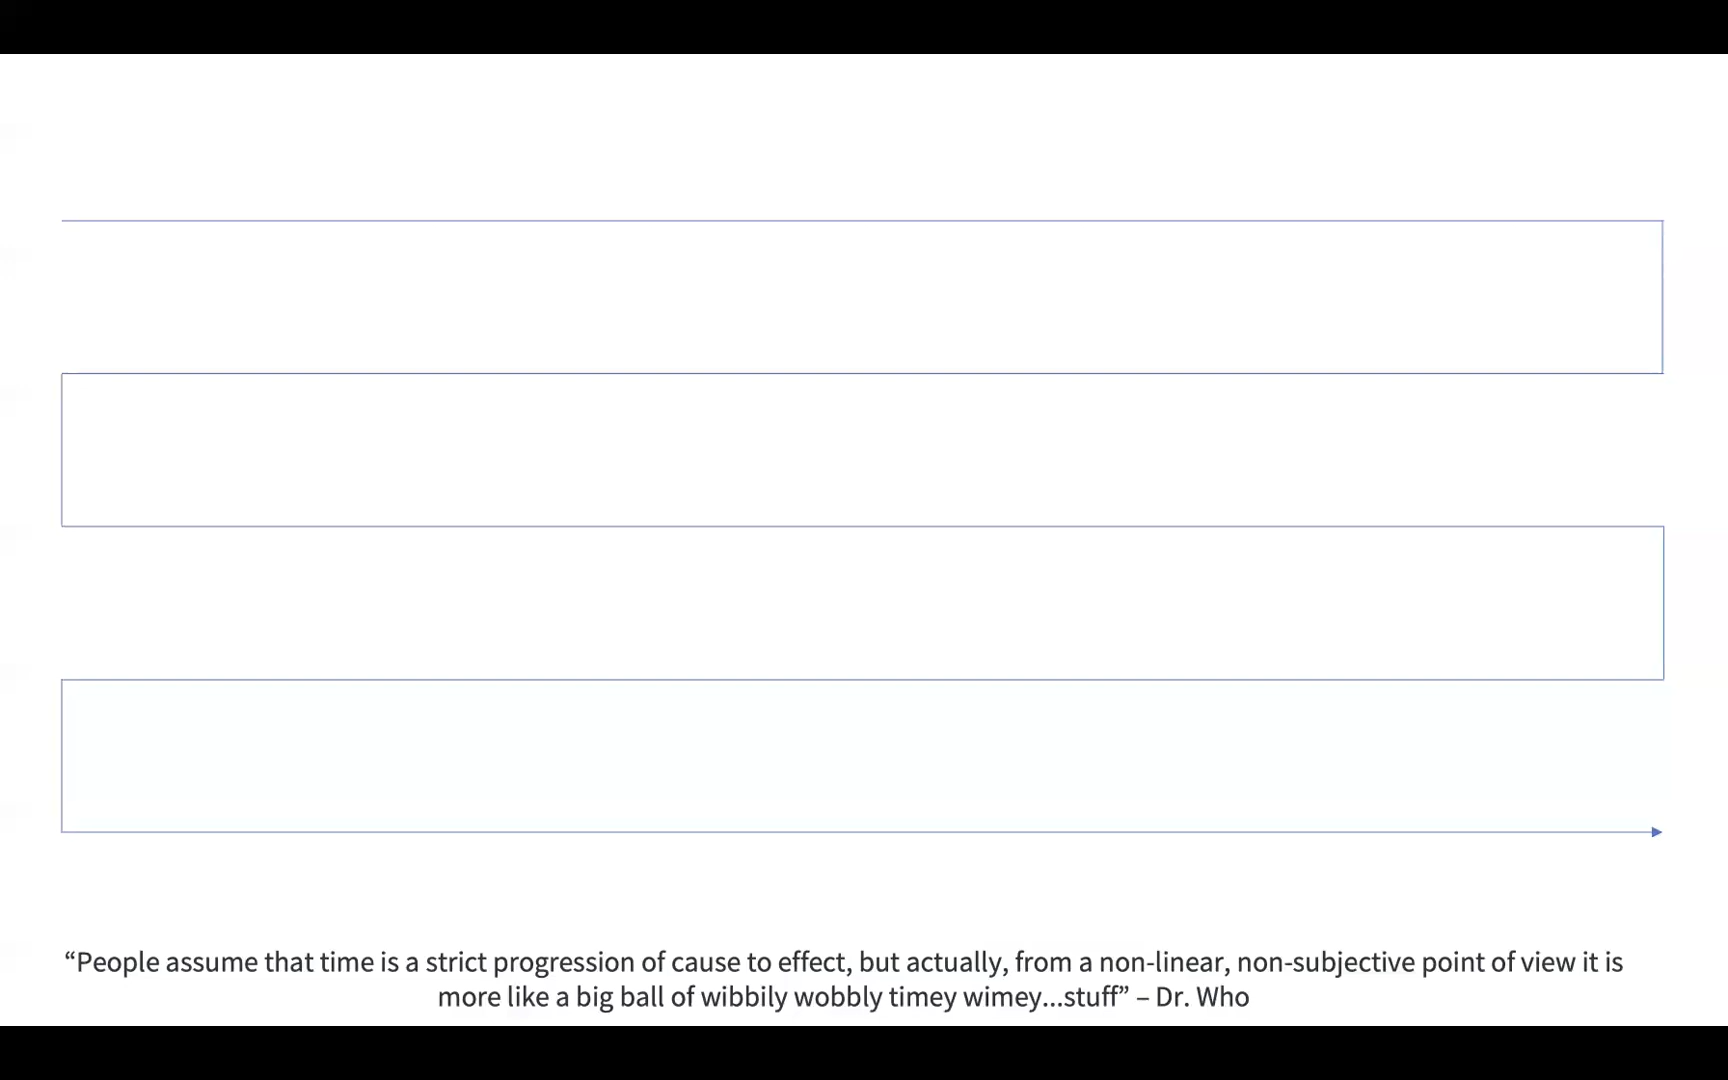 “People assume that time is a strict progression of cause to effect, but actually, from a non-linear, non-subjective point of view it is
more like a big ball of wibbily wobbly timey wimey...stuff” – Dr. Who